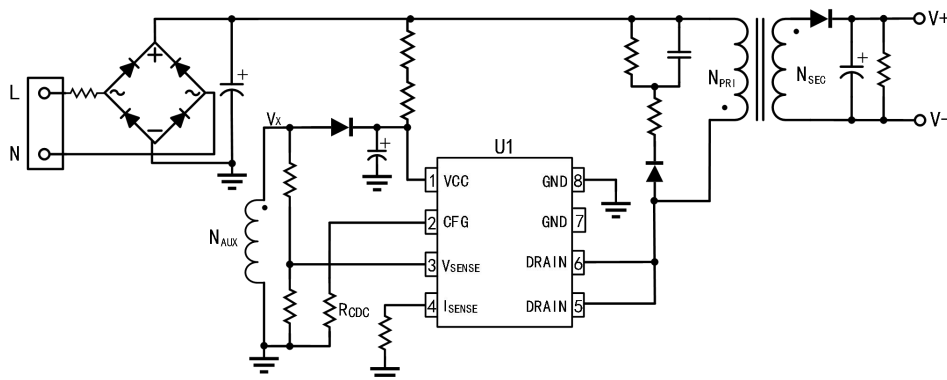 V+
+
+
NPRI
NSEC
+
L
~
~
−
VX
+
V-
N
U1
1 VCC GND 8
2 CFG GND 7
NAUX
3 VSENSE DRAIN 6
4 ISENSE DRAIN 5
RCDC